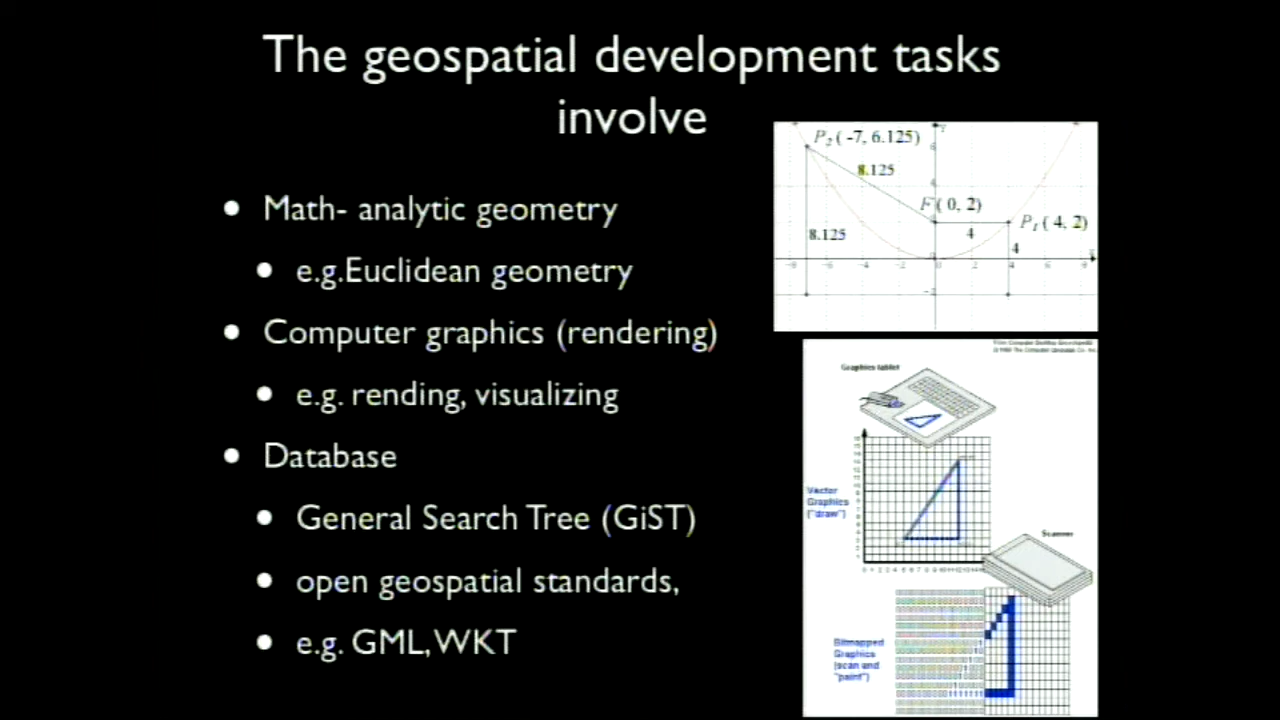 The geospatial development tasks
involve
• Math- analytic geometry
• e.g.Euclidean geometry
• Computer graphics (rendering)
• e.g. rending, visualizing
• Database
• General Search Tree (GiST)
• open geospatial standards,
• e.g. GML, WKT
P2 ( -7, 6.125)
8.125
F ( 0, 2)
P1 ( 4, 2)
8.125
4
4
Graphics tablet
Vector
Graphics
("draw")
Scanner
Bitmapped
Graphics
(scan and
"paint")